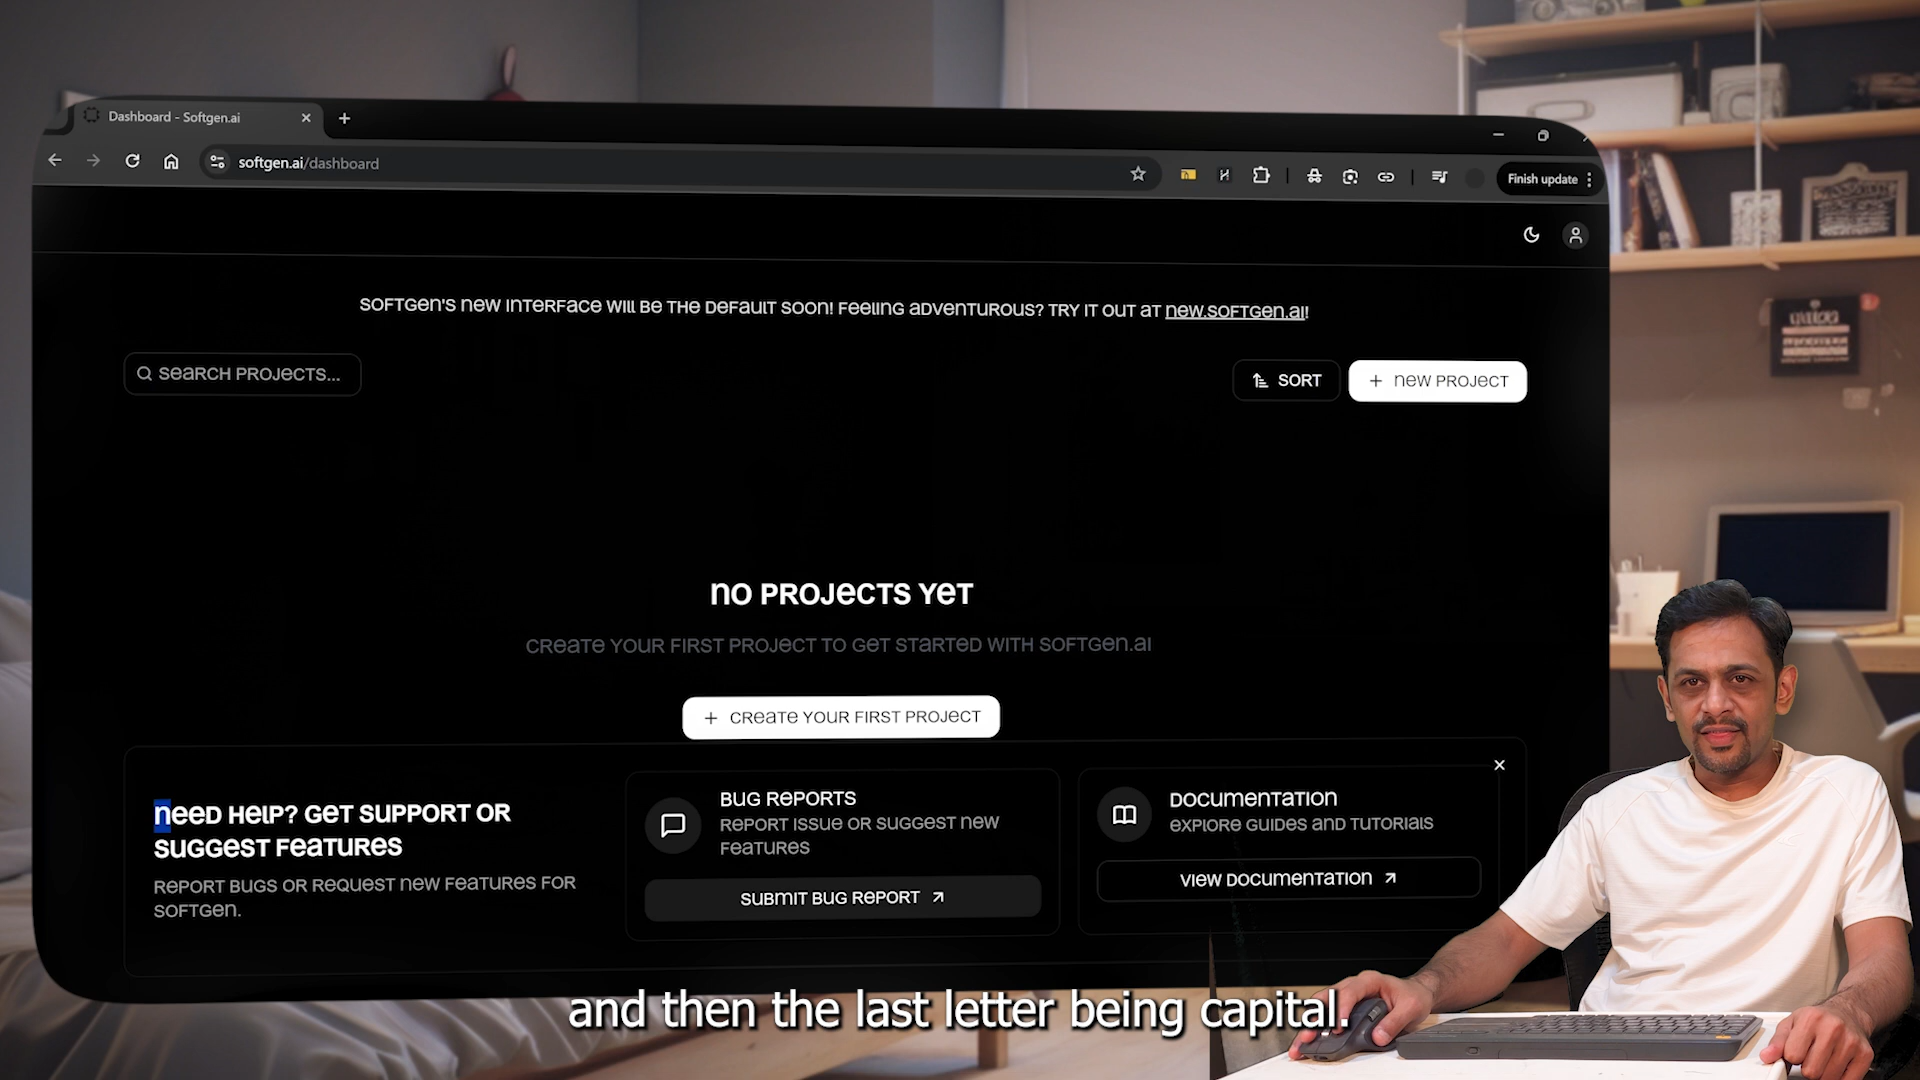 Dashboard - Softgen.ai
softgen.ai/dashboard
Finish update
SOFTGen's new InTerFace Will Be THE DeFaulT SOOn! Feeling aDvenTUROUS? TRY IT OUT aT new.SOFTGen.ai!
SeaRCH PROJeCTS...
SORT
new PROJeCT
nO PROJeCTS YeT
CReaTe YOUR FIRST PROJeCT TO GeT STaRTeD WITH SOFTGen.aI
CReaTe YOUR FIRST PROJeCT
neeD HelP? GeT SUPPORT OR
SUGGeST FeaTUReS
RePORT BUGS OR ReQUeST new FeaTUReS FOR
SOFTGen.
BUG RePORTS
RePORT ISSUe OR SUGGeST new
FeaTUReS
SUBmIT BUG RePORT
DOCUmenTaTIOn
exPlORe GUIDeS anD TUTORIalS
VIew DOCUmenTaTIOn
and then the last letter being capital.